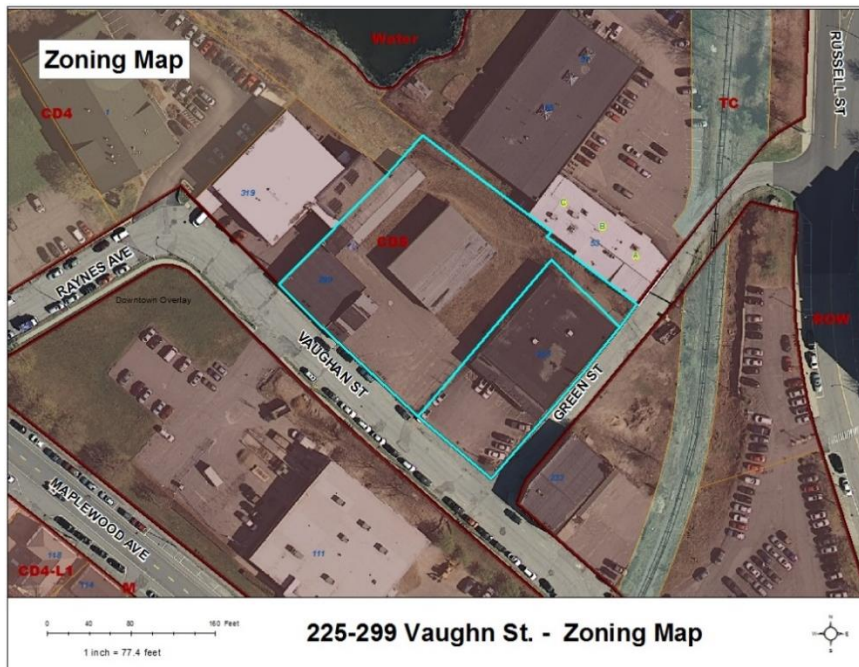 Zoning Map
Water
RUSSELL ST
CD4
TC
319
C
B
53
A
CD5
RAYNES AVE
Downtown Overlay
VAUGHAN ST
GREEN ST
ROW
MAPLEWOOD AVE
111
CD4-L1
M
0 40 80 160 Feet
1 inch = 77.4 feet
225-299 Vaughn St. - Zoning Map